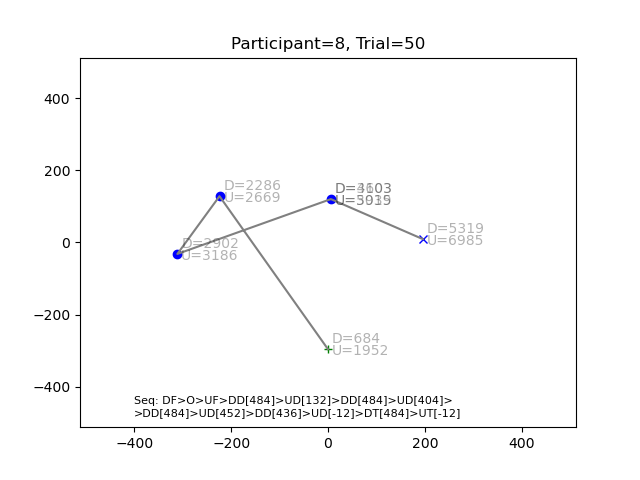 Participant=8, Trial=50
400
200
0
−200
−400
D=2286
U=2669
D=5319
U=6985
D=2902
U=3186
D=684
U=1952
Seq: DF>O>UF>DD[484]>UD[132]>DD[484]>UD[404]>
>DD[484]>UD[452]>DD[436]>UD[-12]>DT[484]>UT[-12]
−400
−200
0
200
400